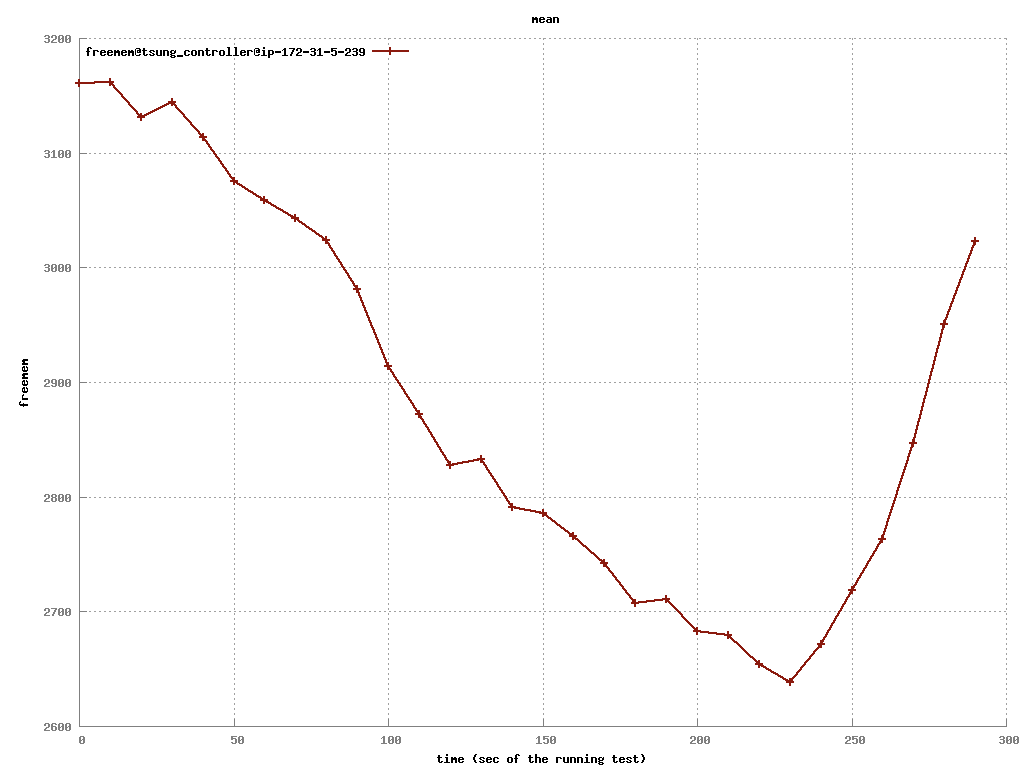 mean
3200
freemem@tsung_controller@ip-172-31-5-239
3100
3000
2900
freemem
2800
2700
2600
0 50 100 150 200 250 300
time (sec of the running test)